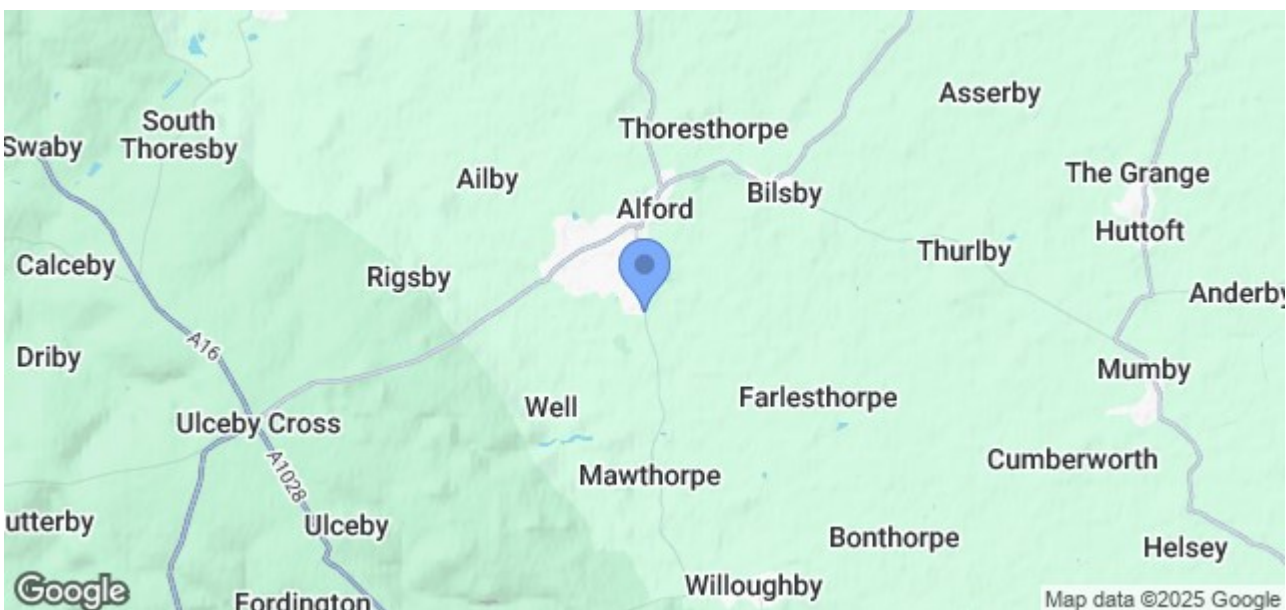 Asserby
South
Thoresby
Thoresthorpe
Swaby
The Grange
Ailby
Bilsby
Alford
Huttoft
Thurlby
Calceby
Rigsby
Anderby
A16
Driby
Mumby
Farlesthorpe
Well
Ulceby Cross
Cumberworth
A1028
Mawthorpe
utterby
Ulceby
Bonthorpe
Helsey
Willoughby
Google
Fordington
Map data ©2025 Google